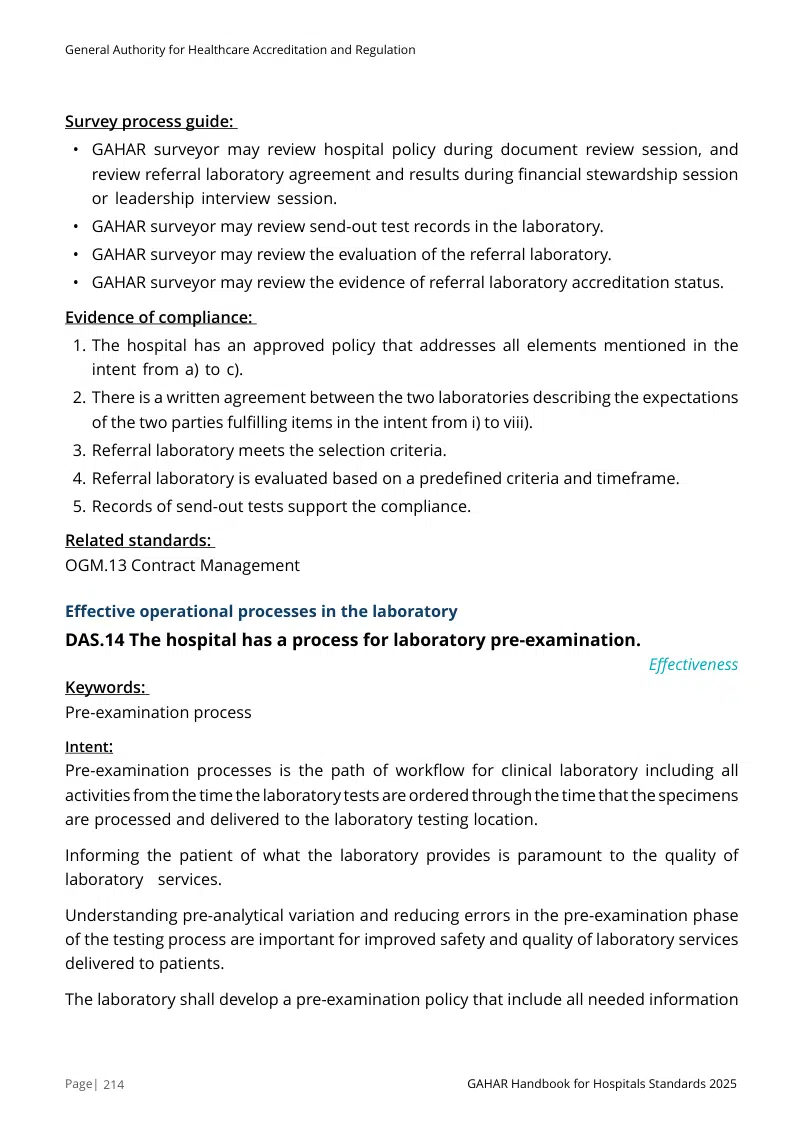 General Authority for Healthcare Accreditation and Regulation
Survey process guide:
• GAHAR surveyor may review hospital policy during document review session, and
review referral laboratory agreement and results during financial stewardship session
or leadership interview session.
• GAHAR surveyor may review send-out test records in the laboratory.
• GAHAR surveyor may review the evaluation of the referral laboratory.
• GAHAR surveyor may review the evidence of referral laboratory accreditation status.
Evidence of compliance:
1. The hospital has an approved policy that addresses all elements mentioned in the
intent from a) to c).
2. There is a written agreement between the two laboratories describing the expectations
of the two parties fulfilling items in the intent from i) to viii).
3. Referral laboratory meets the selection criteria.
4. Referral laboratory is evaluated based on a predefined criteria and timeframe.
5. Records of send-out tests support the compliance.
Related standards:
OGM.13 Contract Management
Effective operational processes in the laboratory
DAS.14 The hospital has a process for laboratory pre-examination.
Effectiveness
Keywords:
Pre-examination process
Intent:
Pre-examination processes is the path of workflow for clinical laboratory including all
activities from the time the laboratory tests are ordered through the time that the specimens
are processed and delivered to the laboratory testing location.
Informing the patient of what the laboratory provides is paramount to the quality of
laboratory services.
Understanding pre-analytical variation and reducing errors in the pre-examination phase
of the testing process are important for improved safety and quality of laboratory services
delivered to patients.
The laboratory shall develop a pre-examination policy that include all needed information
Page| 214
GAHAR Handbook for Hospitals Standards 2025